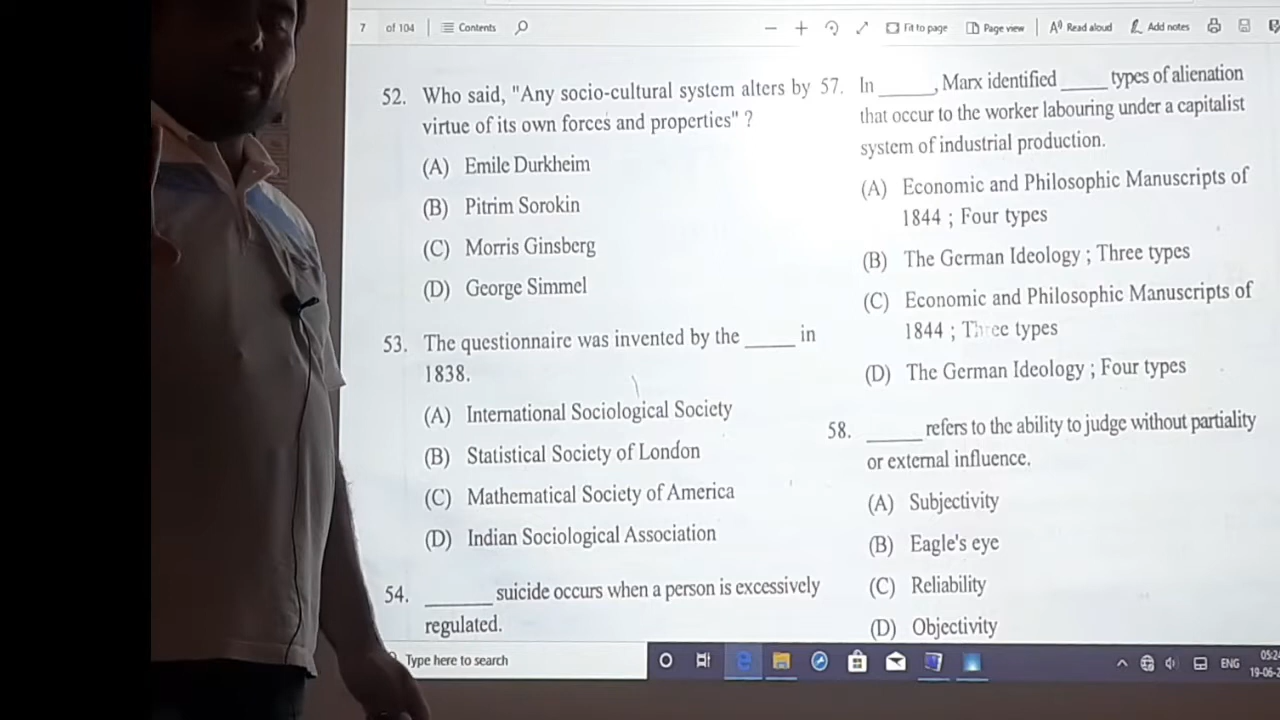 7 of 104 Contents Fit to page Page view Read aloud Add notes
52. Who said, "Any socio-cultural system alters by
virtue of its own forces and properties" ?
(A) Emile Durkheim
(B) Pitrim Sorokin
(C) Morris Ginsberg
(D) George Simmel
53. The questionnaire was invented by the _____ in
1838.
(A) International Sociological Society
(B) Statistical Society of London
(C) Mathematical Society of America
(D) Indian Sociological Association
54. _____ suicide occurs when a person is excessively
regulated.
57. In _____, Marx identified _____ types of alienation
that occur to the worker labouring under a capitalist
system of industrial production.
(A) Economic and Philosophic Manuscripts of
1844 ; Four types
(B) The German Ideology ; Three types
(C) Economic and Philosophic Manuscripts of
1844 ; Three types
(D) The German Ideology ; Four types
58. _____ refers to the ability to judge without partiality
or external influence.
(A) Subjectivity
(B) Eagle's eye
(C) Reliability
(D) Objectivity
Type here to search
ENG
05:24
19-06-2